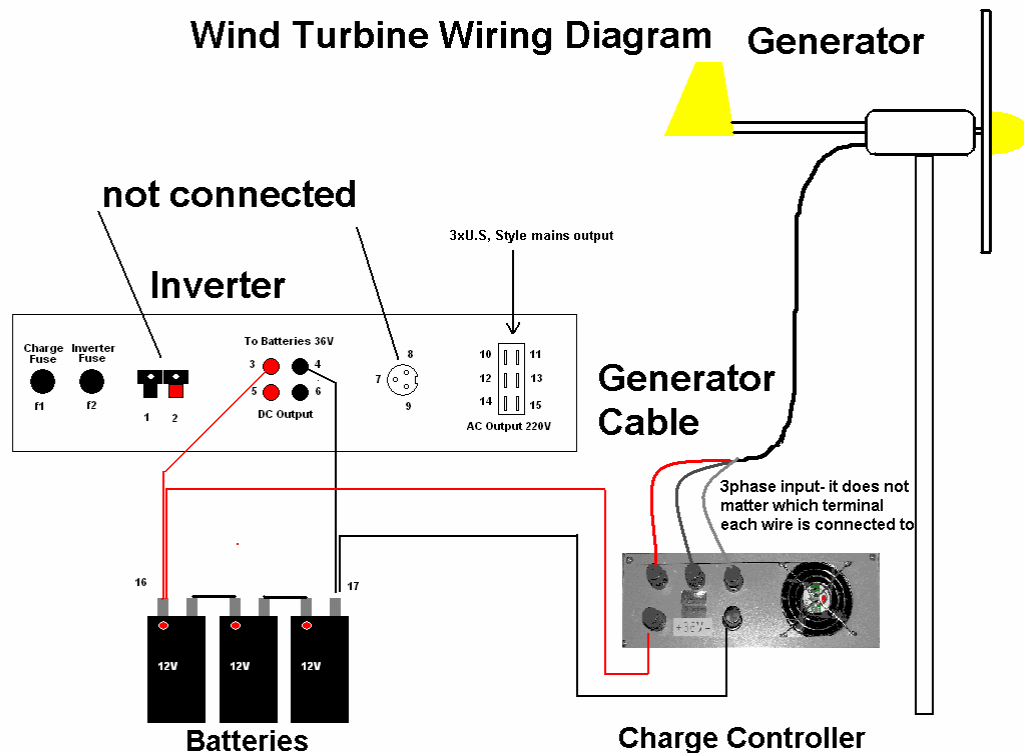 Wind Turbine Wiring Diagram
Generator
not connected
3xU.S, Style mains output
Inverter
Charge
Fuse
f1
Inverter
Fuse
f2
1
2
To Batteries 36V
3
4
5
6
DC Output
7
8
9
10
11
12
13
14
15
AC Output 220V
Generator
Cable
3phase input- it does not
matter which terminal
each wire is connected to
16
17
12V
12V
12V
+36V-
Batteries
Charge Controller